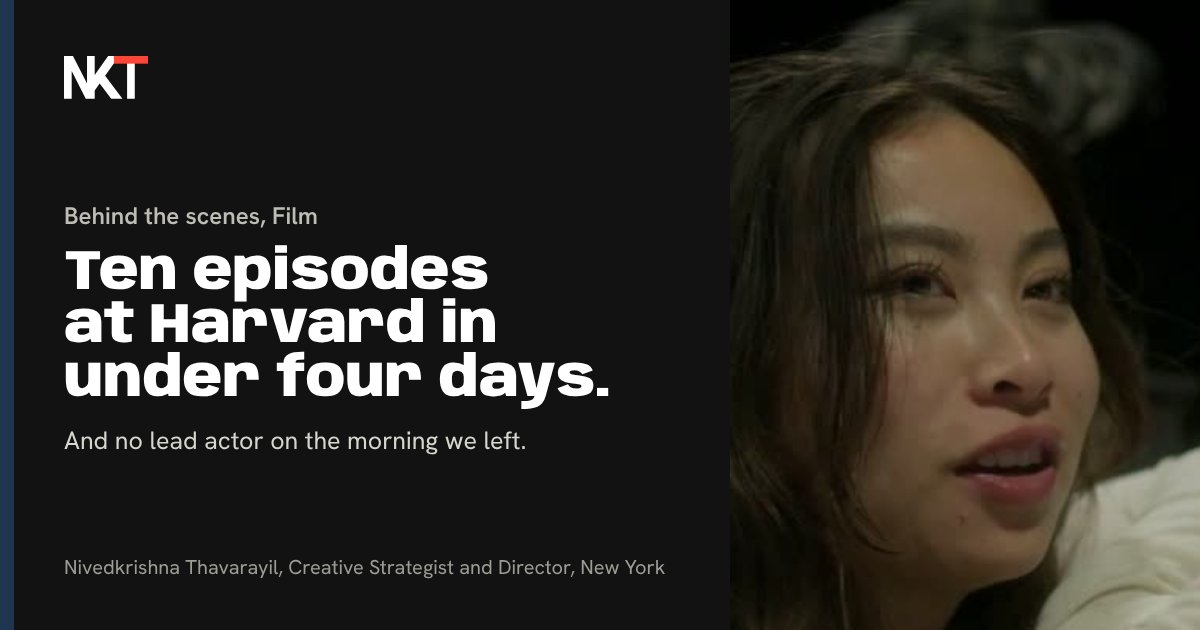 NKT
Behind the scenes, Film
Ten episodes
at Harvard in
under four days.
And no lead actor on the morning we left.
Nivedkrishna Thavarayil, Creative Strategist and Director, New York